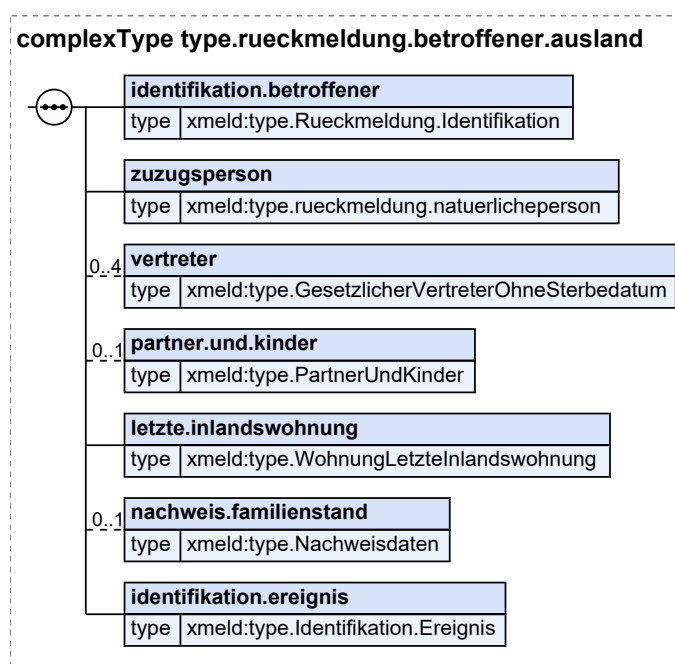 complexType type.rueckmeldung.betroffener.ausland
identifikation.betroffener
type xmeld:type.Rueckmeldung.Identifikation
zuzugsperson
type xmeld:type.rueckmeldung.natuerlicheperson
0..4 vertreter
type xmeld:type.GesetzlicherVertreterOhneSterbedatum
0..1 partner.und.kinder
type xmeld:type.PartnerUndKinder
letzte.inlandswohnung
type xmeld:type.WohnungLetzteInlandswohnung
0..1 nachweis.familienstand
type xmeld:type.Nachweisdaten
identifikation.ereignis
type xmeld:type.Identifikation.Ereignis